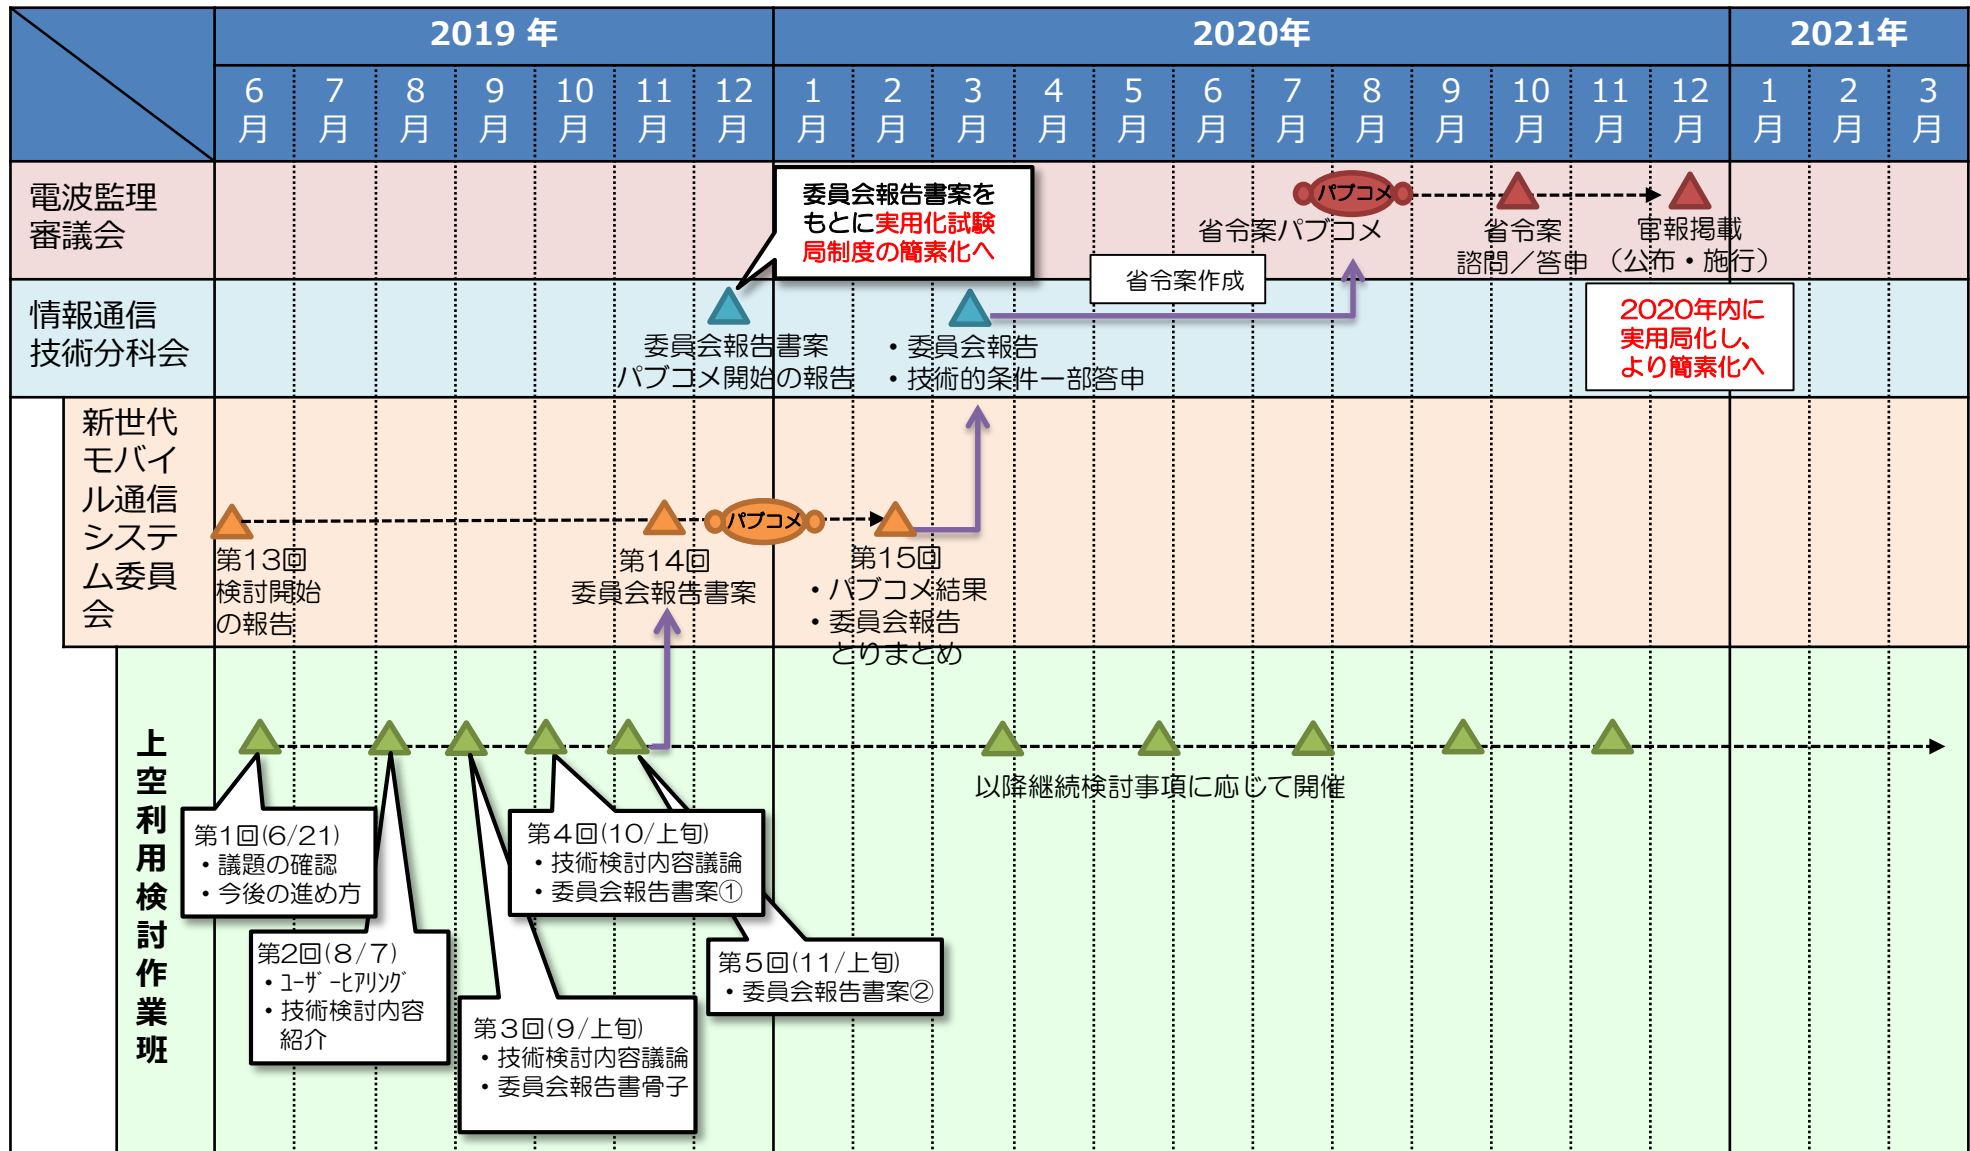 2019 年
2020年
2021年
6月
7月
8月
9月
10月
11月
12月
1月
2月
3月
4月
5月
6月
7月
8月
9月
10月
11月
12月
1月
2月
3月
電波監理
審議会
委員会報告書案を
もとに実用化試験
局制度の簡素化へ
パブコメ
省令案パブコメ
省令案
諮問／答申
官報掲載
（公布・施行）
省令案作成
情報通信
技術分科会
委員会報告書案
パブコメ開始の報告
・委員会報告
・技術的条件一部答申
2020年内に
実用局化し、
より簡素化へ
新世代
モバイ
ル通信
システ
ム委員
会
パブコメ
第13回
検討開始
の報告
第14回
委員会報告書案
第15回
・パブコメ結果
・委員会報告
とりまとめ
上空利用検討作業班
以降継続検討事項に応じて開催
第1回(6/21)
・議題の確認
・今後の進め方
第2回(8/7)
・ﾕｰｻﾞｰﾋｱﾘﾝｸﾞ
・技術検討内容
紹介
第3回(9/上旬)
・技術検討内容議論
・委員会報告書骨子
第4回(10/上旬)
・技術検討内容議論
・委員会報告書案①
第5回(11/上旬)
・委員会報告書案②